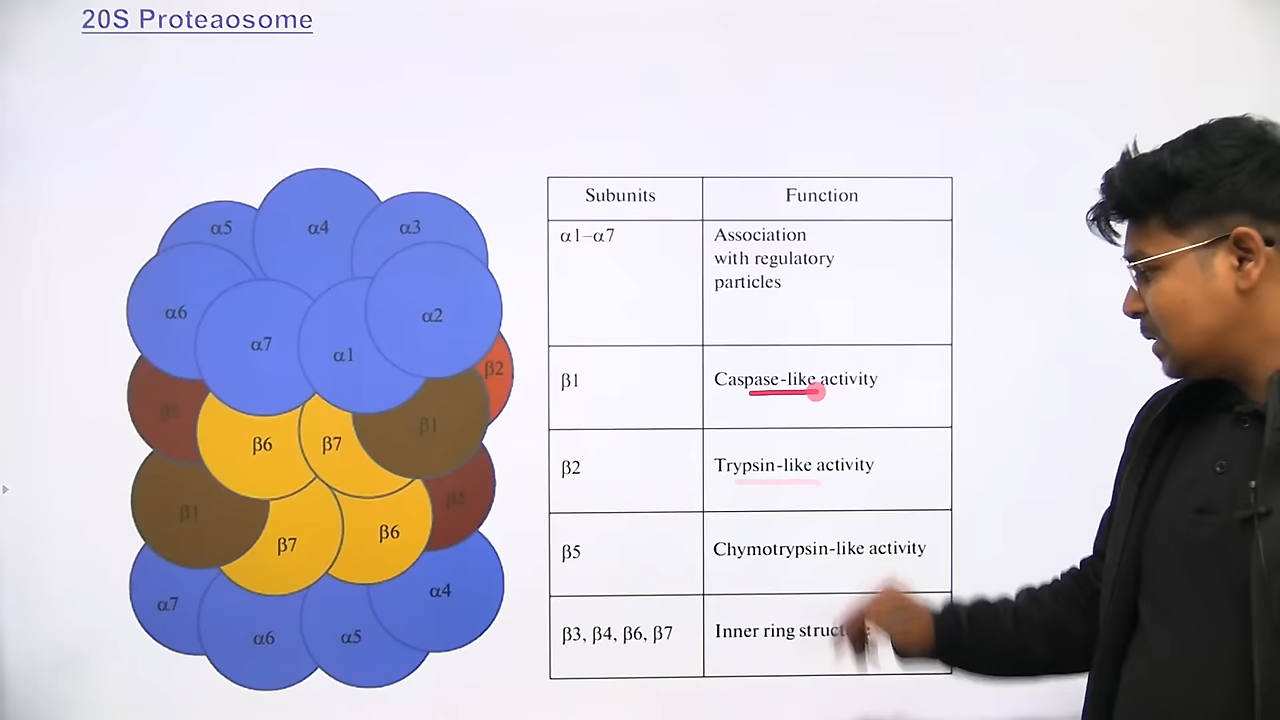 20S Proteaosome
α5 α4 α3
α6 α7 α1 α2
β2
β5 β6 β7 β1
β1 β7 β6 β5
α7 α6 α5 α4
Subunits Function
α1–α7 Association
with regulatory
particles
β1 Caspase-like activity
β2 Trypsin-like activity
β5 Chymotrypsin-like activity
β3, β4, β6, β7 Inner ring